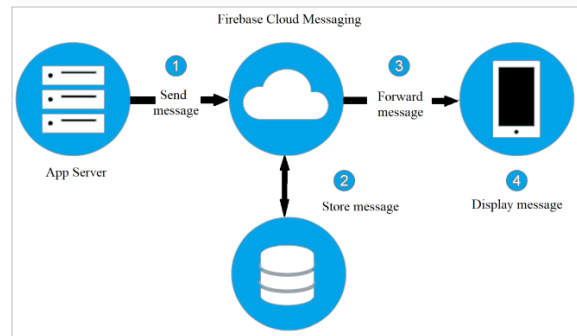 Firebase Cloud Messaging
1
Send
message
3
Forward
message
App Server
2
Store message
4
Display message